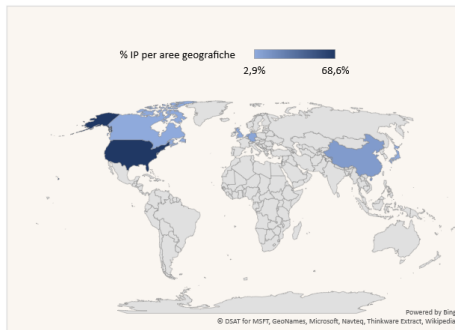 % IP per aree geografiche
2,9% 68,6%
Powered by Bing
© DSAT for MSFT, GeoNames, Microsoft, Navteq, Thinkware Extract, Wikipedia